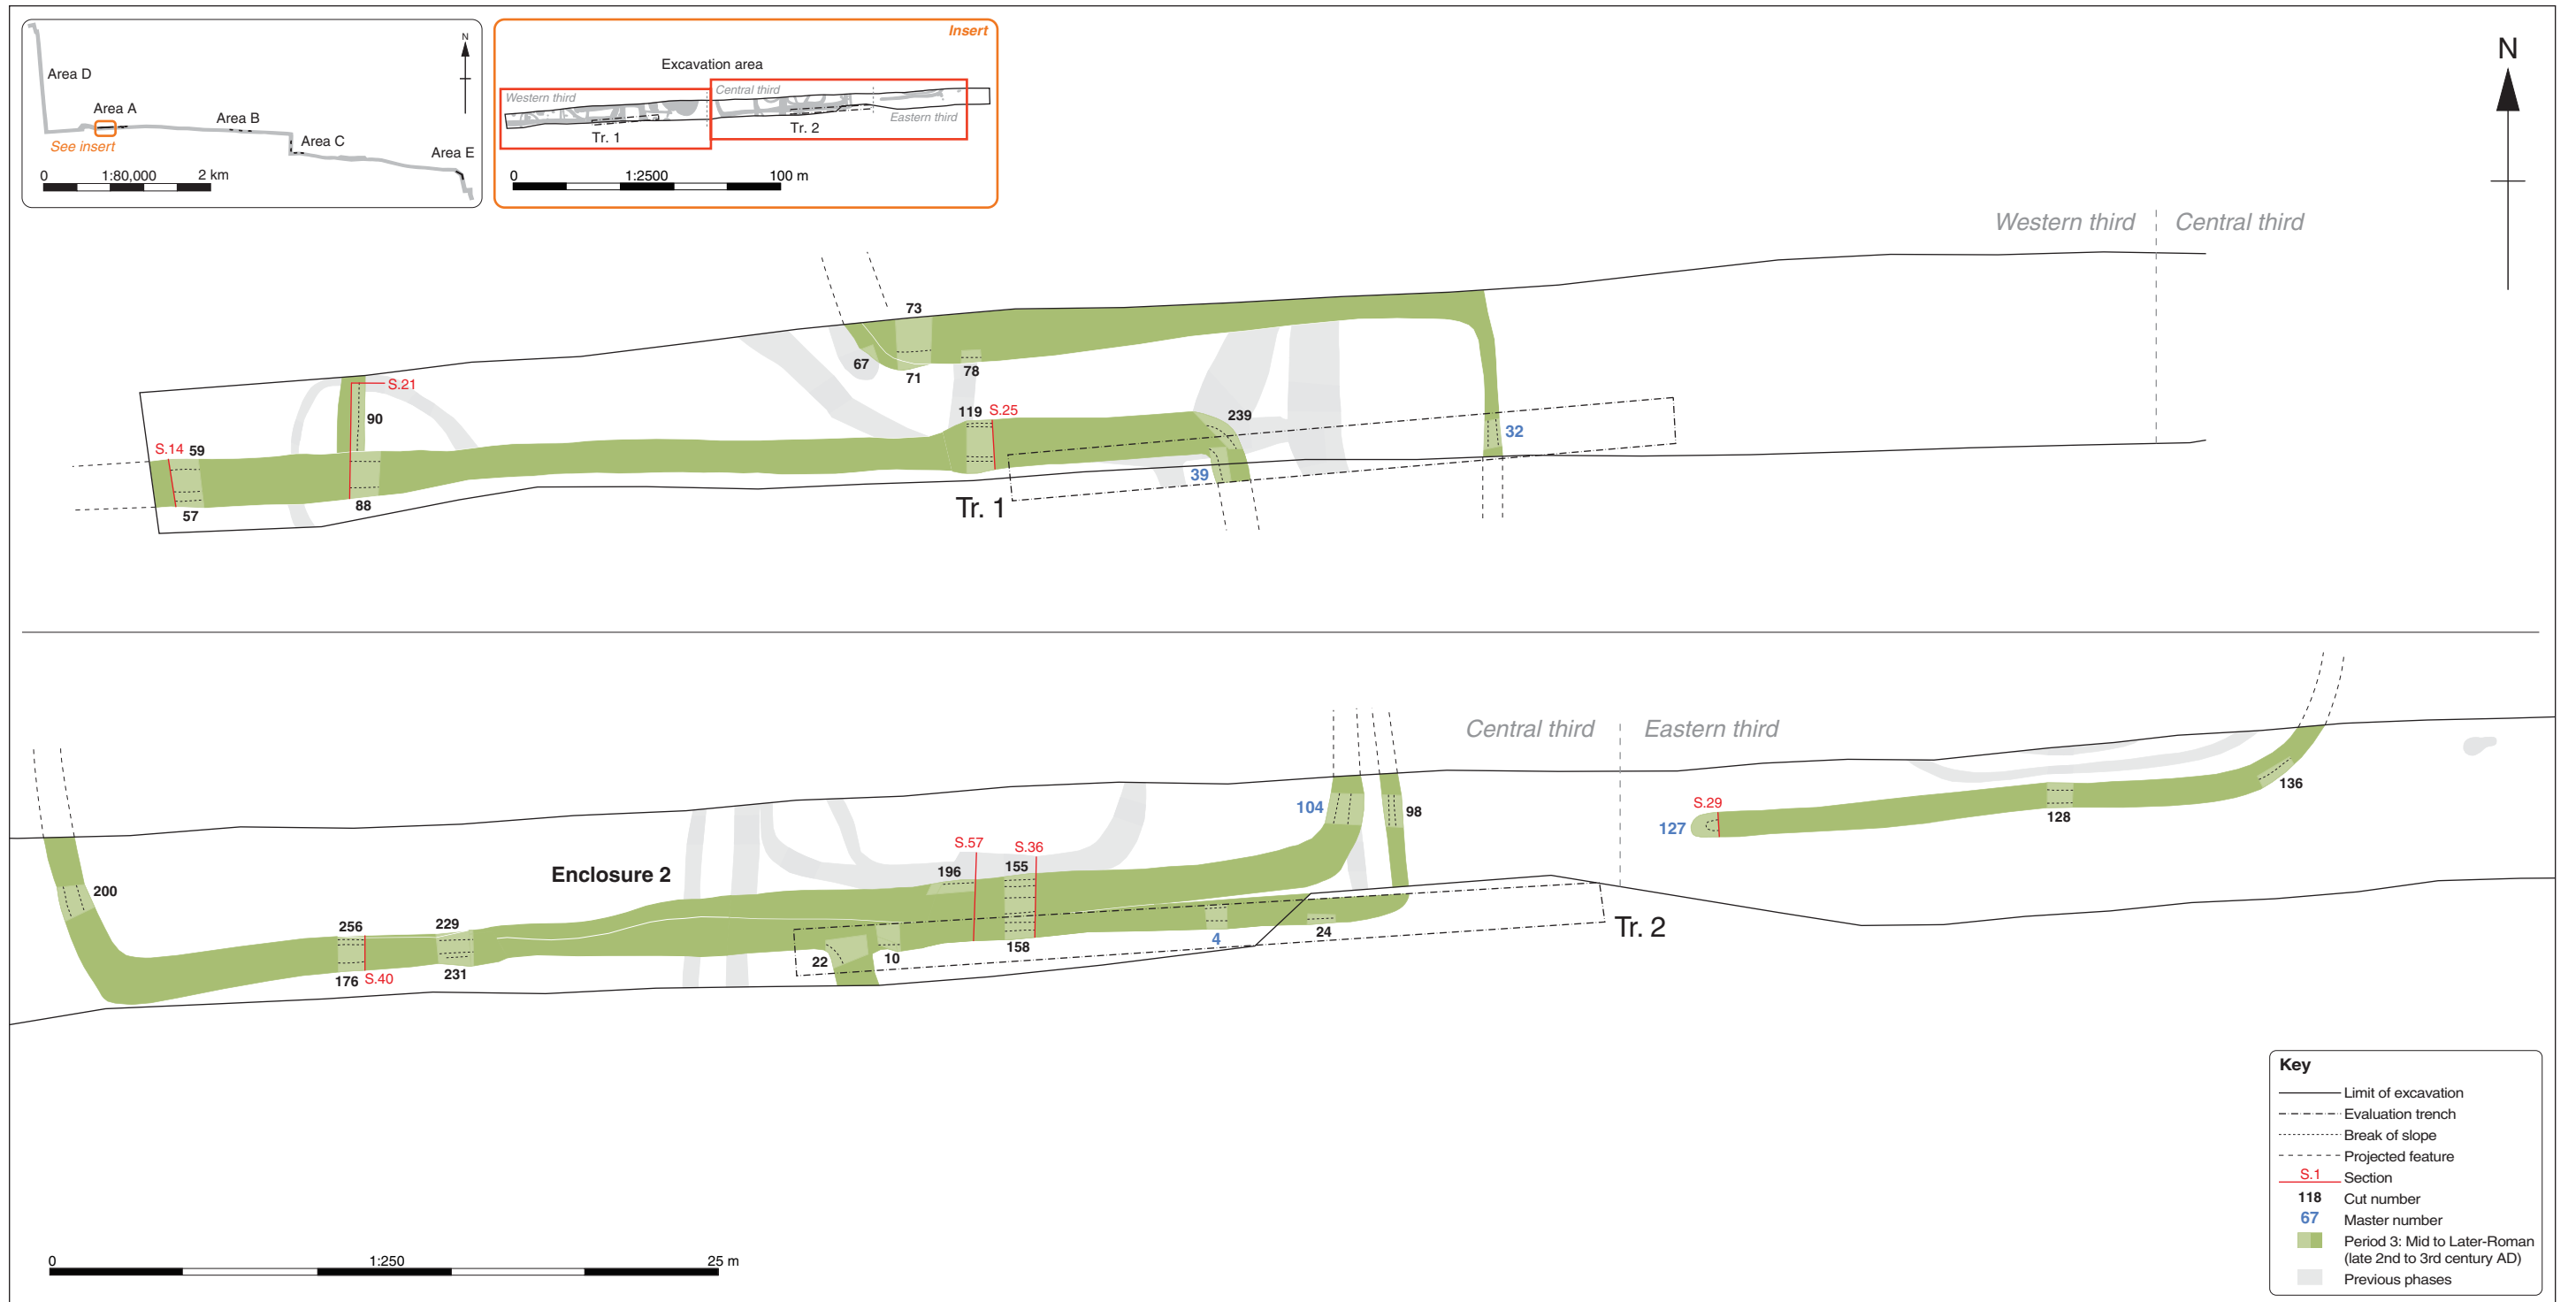 N
Area D
Area A
Area B
Area C
Area E
See insert
0 1:80,000 2 km
Insert
Excavation area
Western third
Central third
Eastern third
Tr. 1
Tr. 2
0 1:2500 100 m
N
Western third Central third
73
67
71
78
S.21
90
119 S.25
239
32
S.14 59
39
57
88
Tr. 1
Central third Eastern third
104
98
136
S.29
127
128
S.57 S.36
Enclosure 2
196 155
200
256 229
4
24
Tr. 2
22 10 158
176 S.40 231
Key
Limit of excavation
Evaluation trench
Break of slope
Projected feature
S.1 Section
118 Cut number
67 Master number
Period 3: Mid to Later-Roman
(late 2nd to 3rd century AD)
Previous phases
0 1:250 25 m